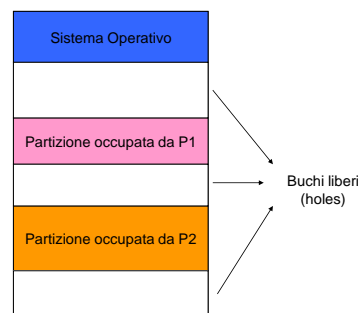 Sistema Operativo
Partizione occupata da P1
Buchi liberi
(holes)
Partizione occupata da P2